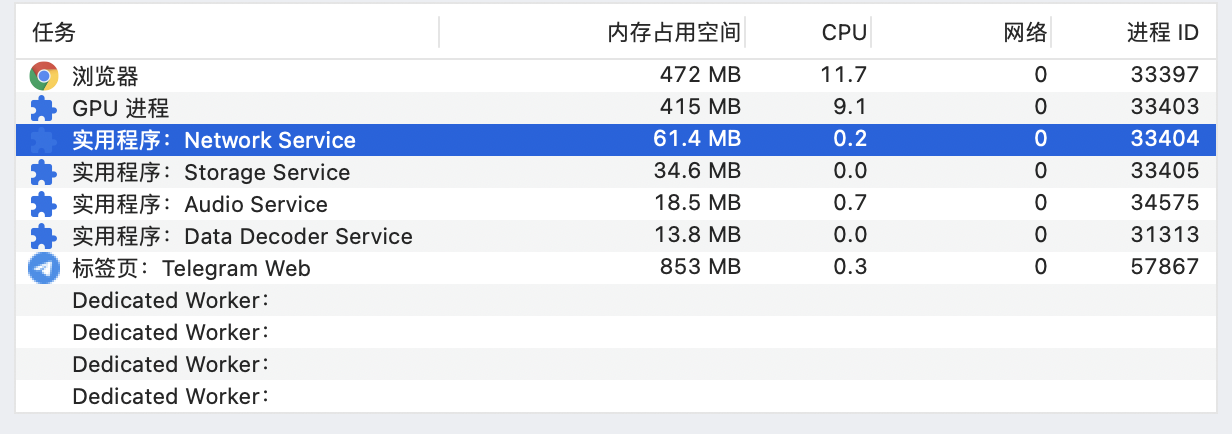 任务 内存占用空间 CPU 网络 进程 ID
浏览器 472 MB 11.7 0 33397
GPU 进程 415 MB 9.1 0 33403
实用程序：Network Service 61.4 MB 0.2 0 33404
实用程序：Storage Service 34.6 MB 0.0 0 33405
实用程序：Audio Service 18.5 MB 0.7 0 34575
实用程序：Data Decoder Service 13.8 MB 0.0 0 31313
标签页：Telegram Web 853 MB 0.3 0 57867
Dedicated Worker：
Dedicated Worker：
Dedicated Worker：
Dedicated Worker：